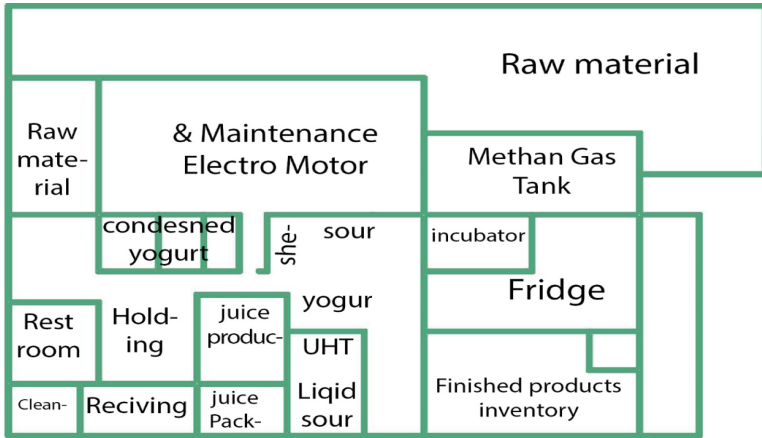 Raw material
Raw
mate-
rial
& Maintenance
Electro Motor
Methan Gas
Tank
condesned
yogurt
she-
sour
yogur
incubator
Fridge
Rest
room
Hold-
ing
juice
produc-
UHT
Liqid
sour
Clean-
Reciving
juice
Pack-
Finished products
inventory